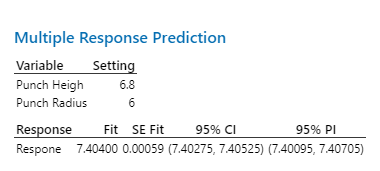 Multiple Response Prediction
Variable Setting
Punch Heigh 6.8
Punch Radius 6
Response Fit SE Fit 95% CI 95% PI
Respone 7.40400 0.00059 (7.40275, 7.40525) (7.40095, 7.40705)